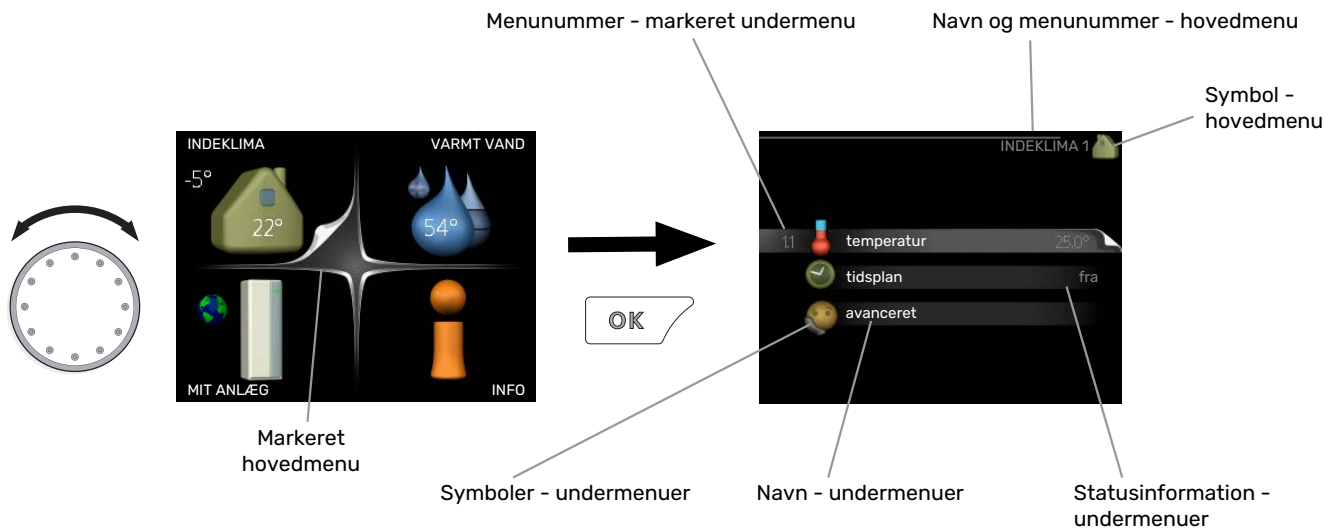 Menunummer - markeret undermenu
Navn og menunummer - hovedmenu
Symbol -
hovedmenu
INDEKLIMA
VARMT VAND
-5°
22°
54°
MIT ANLÆG
INFO
OK
INDEKLIMA 1
1.1 temperatur 25.0°
tidsplan fra
avanceret
Markeret
hovedmenu
Symboler - undermenuer
Navn - undermenuer
Statusinformation -
undermenuer